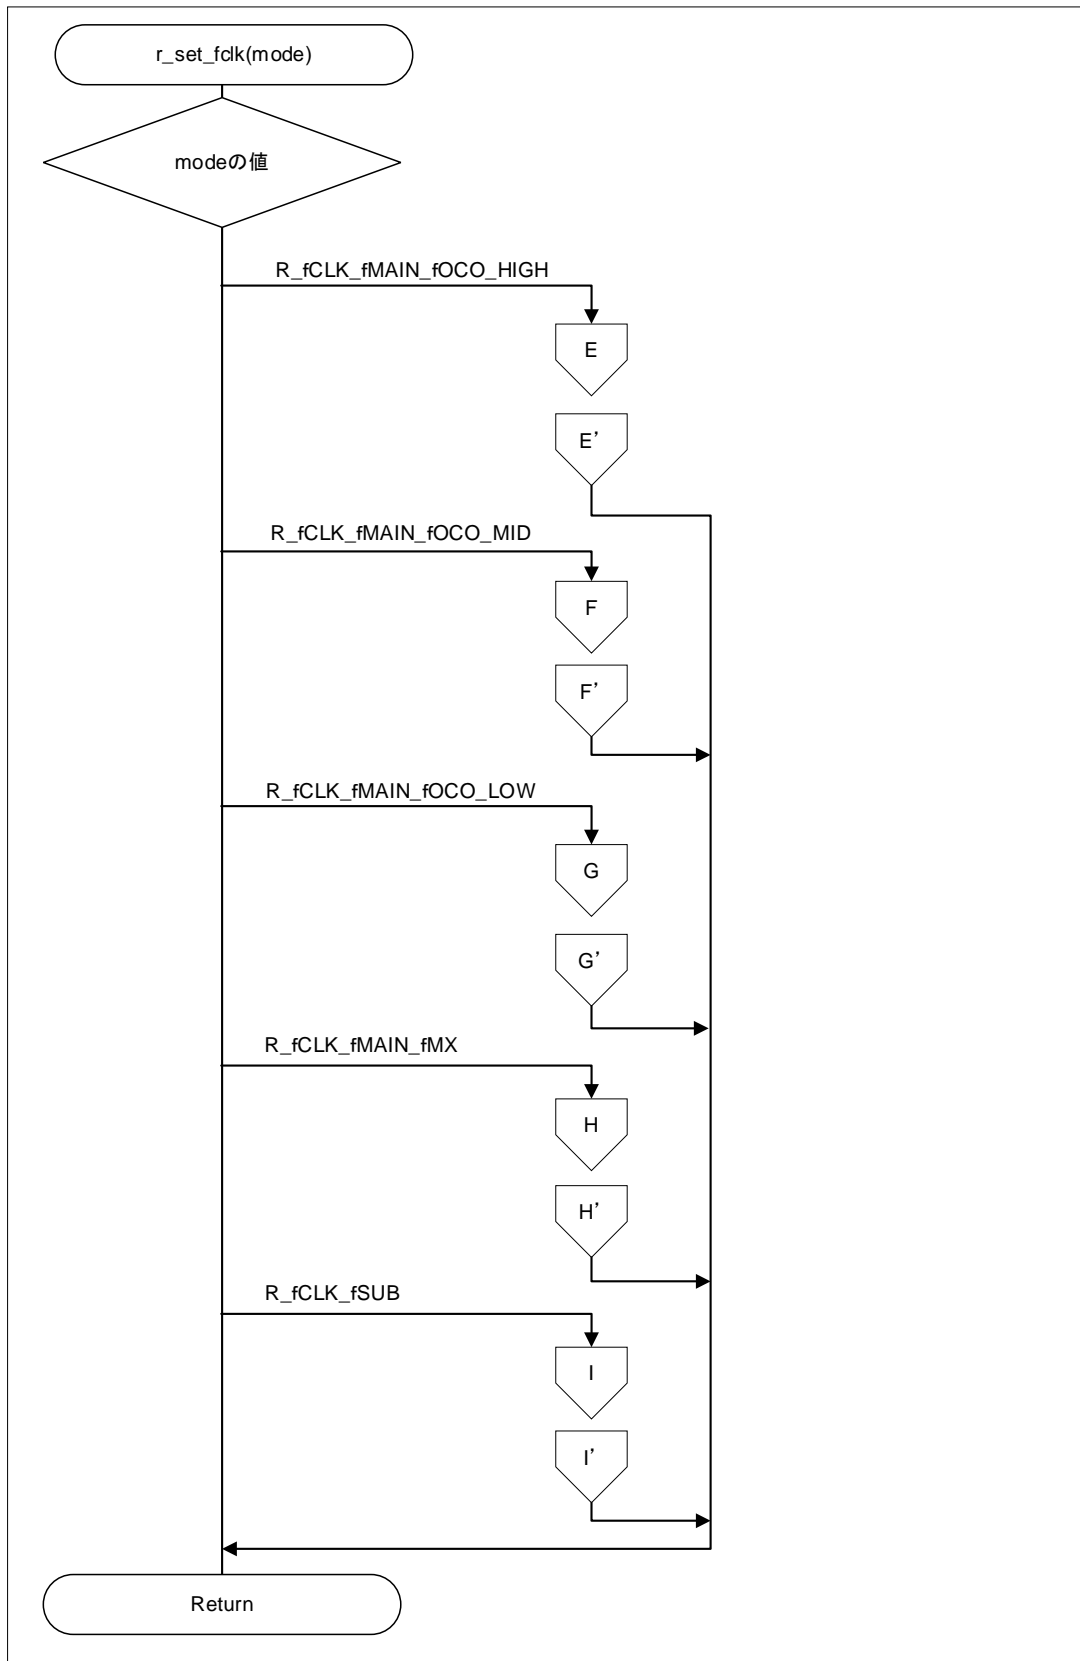 r_set_fclk(mode)
modeの値
R_fCLK_fMAIN_fOCO_HIGH
E
E’
R_fCLK_fMAIN_fOCO_MID
F
F’
R_fCLK_fMAIN_fOCO_LOW
G
G’
R_fCLK_fMAIN_fMX
H
H’
R_fCLK_fSUB
I
I’
Return